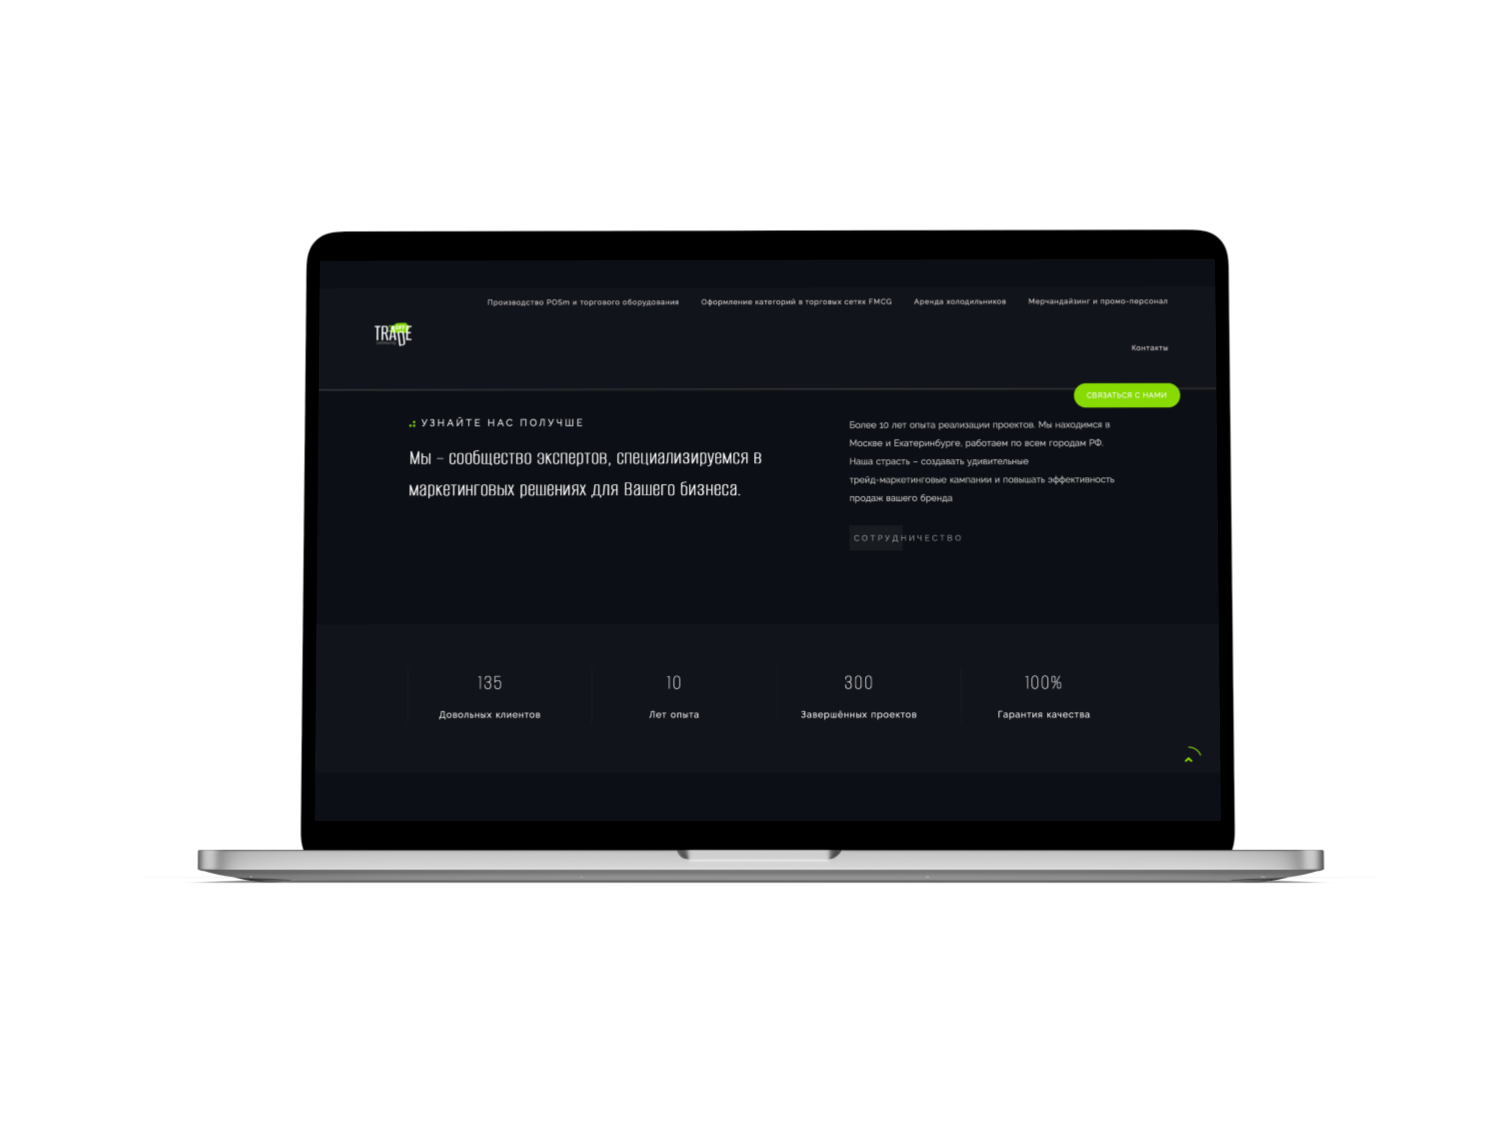 Производство POSm и торгового оборудования Оформление категорий в торговых сетях FMCG Аренда холодильников Мерчандайзинг и промо-персонал
TRADE
Контакты
СВЯЗАТЬСЯ С НАМИ
УЗНАЙТЕ НАС ПОЛУЧШЕ
Мы – сообщество экспертов, специализируемся в
маркетинговых решениях для Вашего бизнеса.
Более 10 лет опыта реализации проектов. Мы находимся в
Москве и Екатеринбурге, работаем по всем городам РФ.
Наша страсть – создавать удивительные
трейд-маркетинговые кампании и повышать эффективность
продаж вашего бренда
СОТРУДНИЧЕСТВО
135
Довольных клиентов
10
Лет опыта
300
Завершённых проектов
100%
Гарантия качества